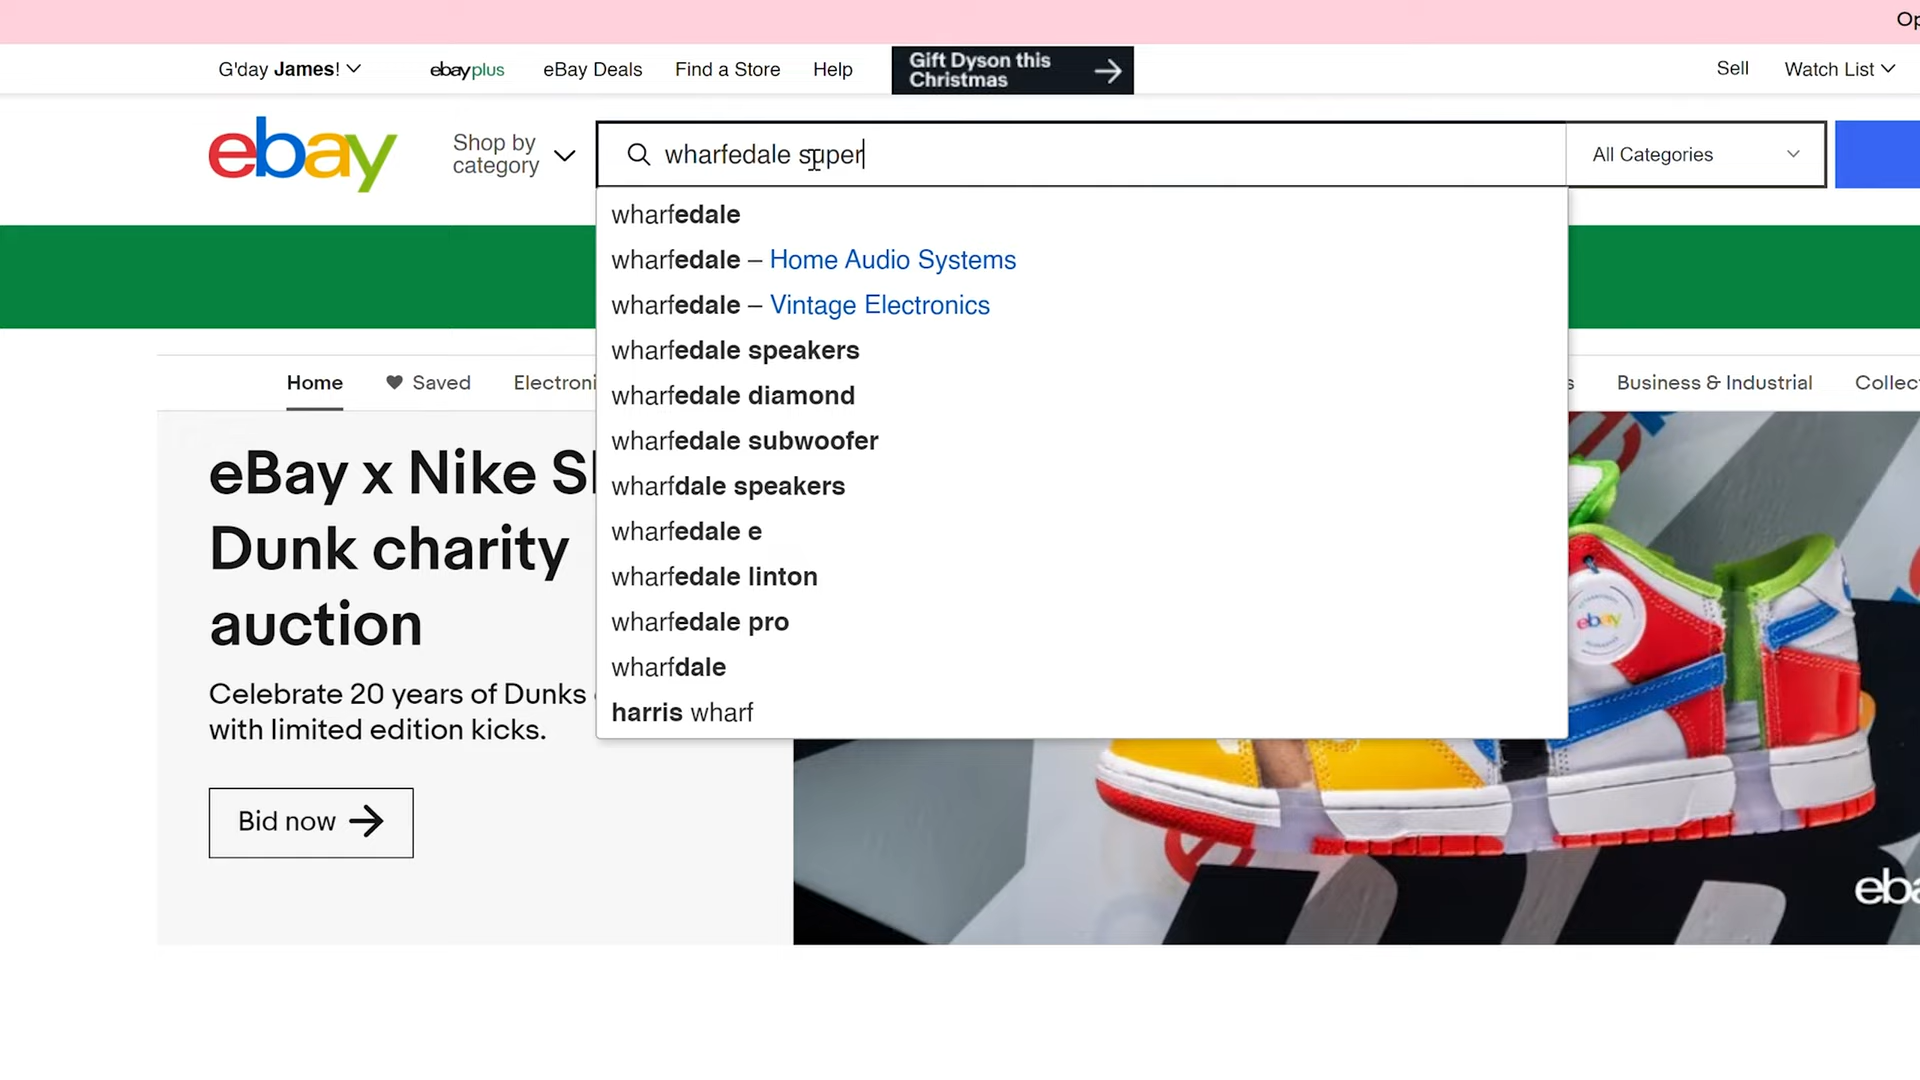 Op
G'day James!
ebayplus
eBay Deals
Find a Store
Help
Gift Dyson this
Christmas
Sell
Watch List
ebay
Shop by
category
wharfedale super
All Categories
wharfedale
wharfedale – Home Audio Systems
wharfedale – Vintage Electronics
wharfedale speakers
wharfedale diamond
wharfedale subwoofer
wharfdale speakers
wharfedale e
wharfedale linton
wharfedale pro
wharfdale
harris wharf
Home
Saved
Electroni
s
Business & Industrial
Collec
eBay x Nike S
Dunk charity
auction
Celebrate 20 years of Dunks
with limited edition kicks.
Bid now
ebay
eba